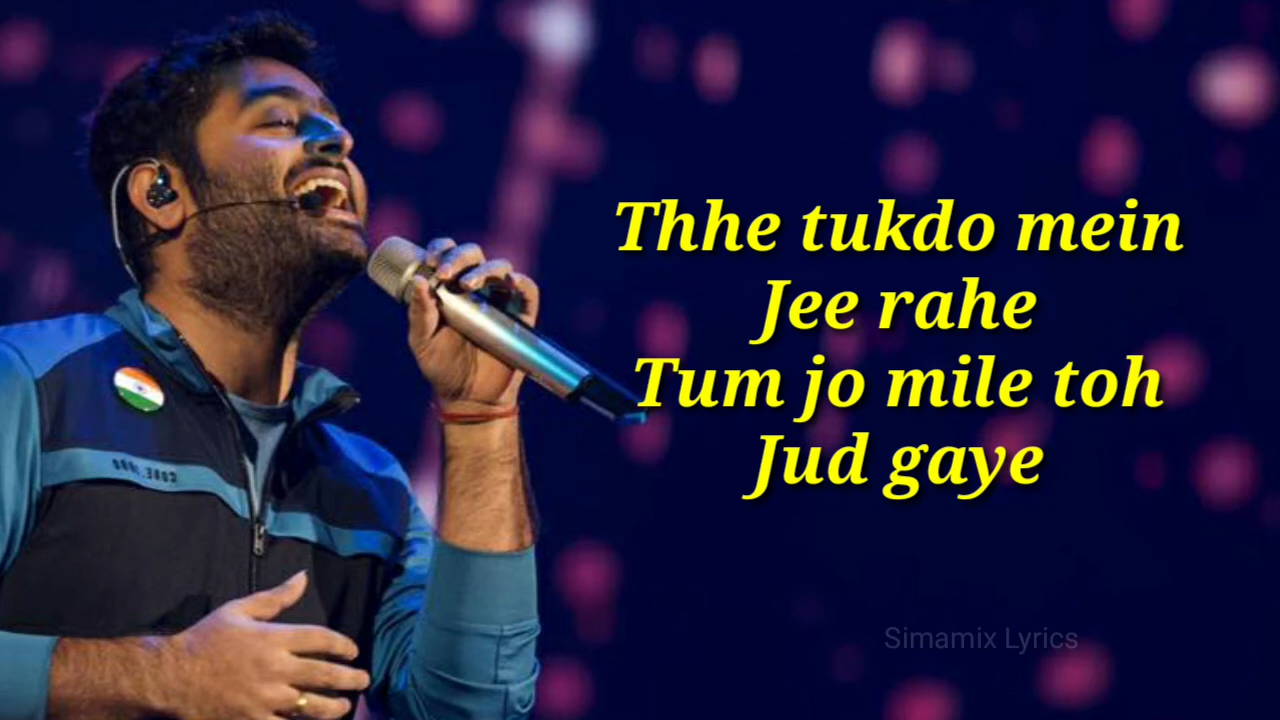 Thhe tukdo mein
Jee rahe
Tum jo mile toh
Jud gaye
Simamix Lyrics